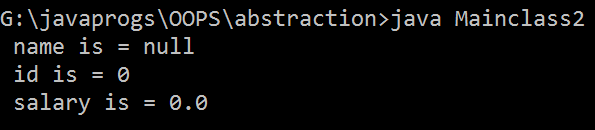 G:\javaprogs\OOPS\abstraction>java Mainclass2
name is = null
id is = 0
salary is = 0.0